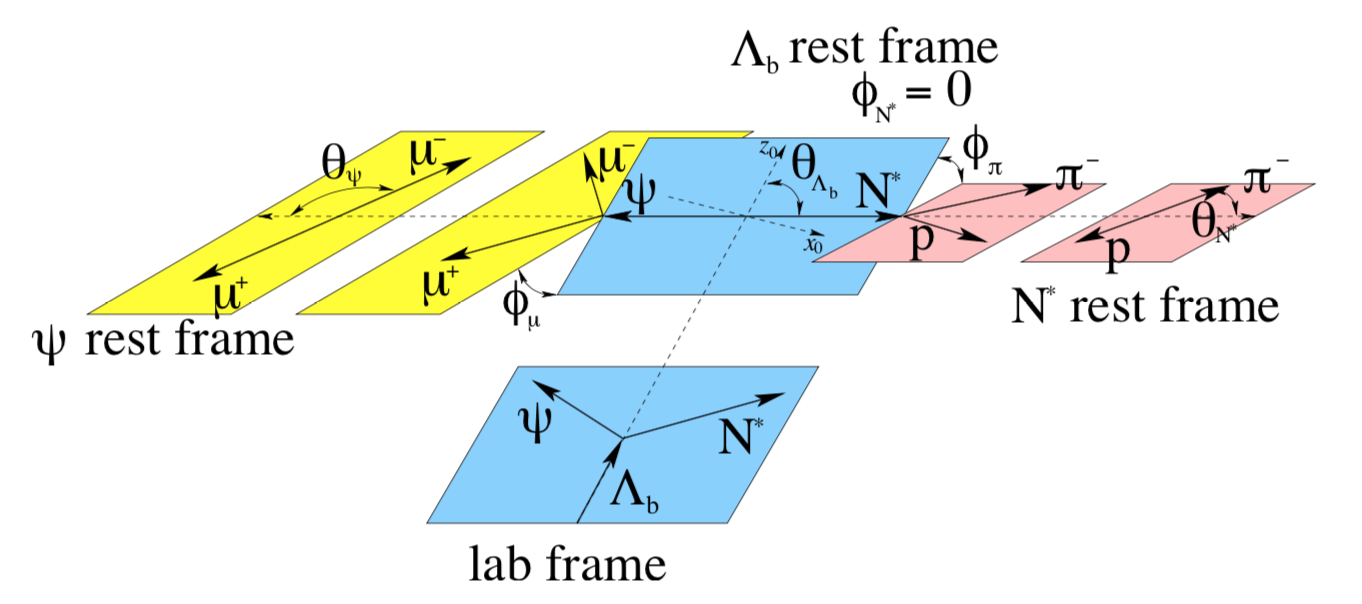 Λb rest frame
ϕN* = 0
θψ
μ−
μ−
ψ
z0
θΛb
N*
ϕπ
π−
π−
μ+
μ+
ϕμ
x0
p
p
θN*
ψ rest frame
N* rest frame
ψ
N*
Λb
lab frame